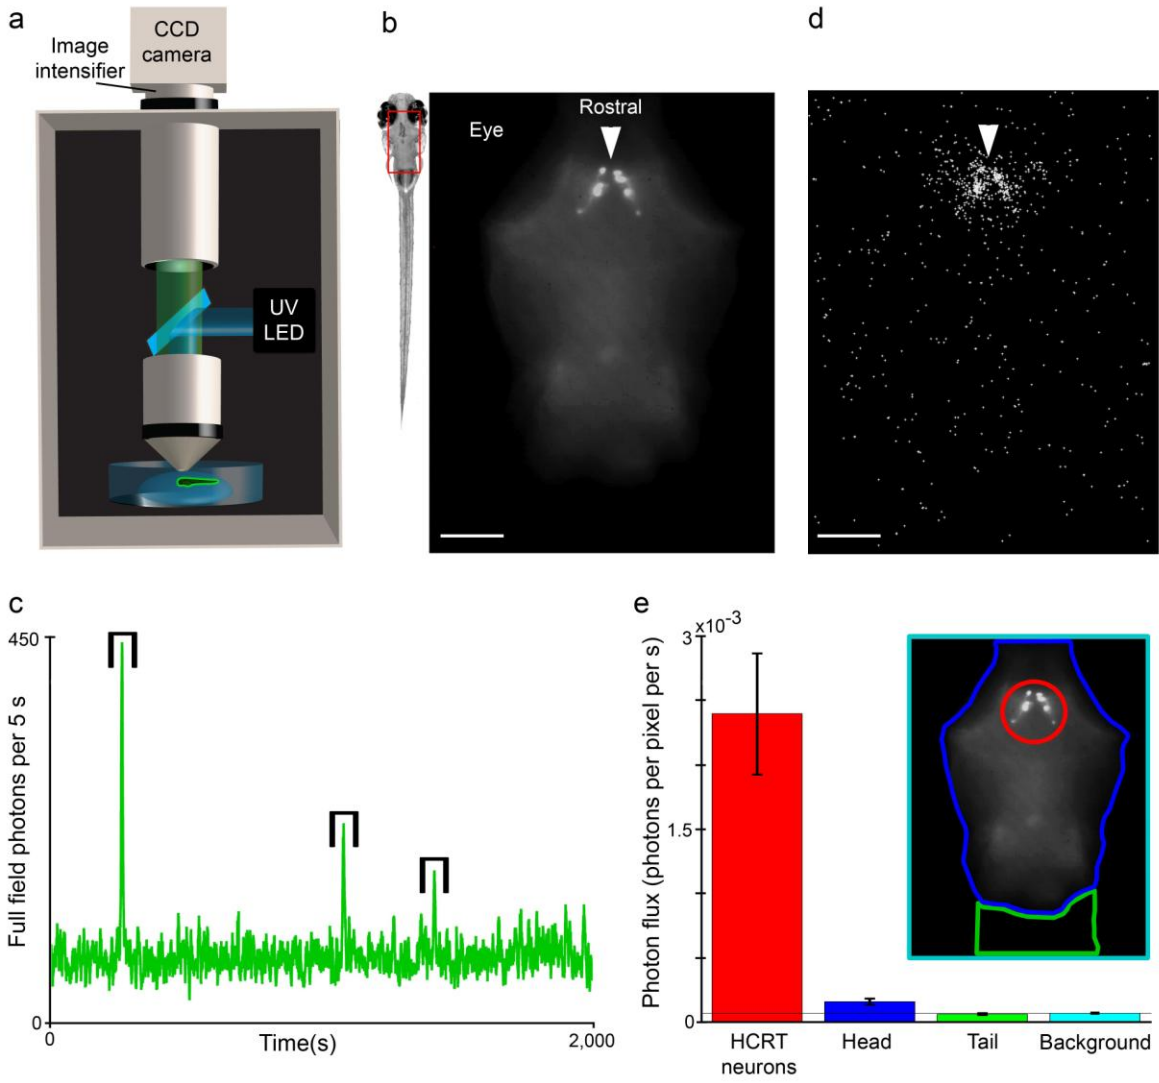 a
CCD
camera
Image
intensifier
UV
LED
b
Eye
Rostral
d
c
450
Full field photons per 5 s
0
0
Time(s)
2,000
e
x10⁻³
3
Photon flux (photons per pixel per s)
1.5
0
HCRT
neurons
Head
Tail
Background